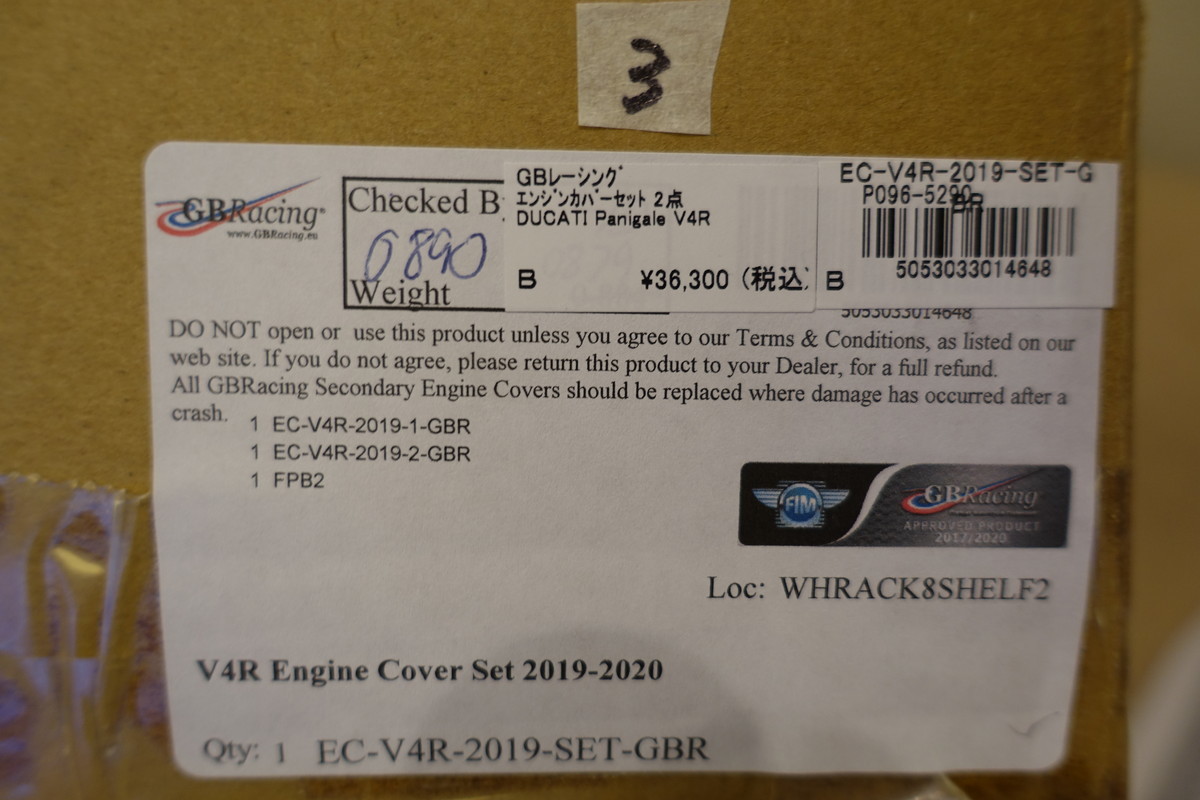 3
GBRacing®
www.GBRacing.eu
Checked B
0890
Weight
GBレーシング
エンジンカバーセット 2点
DUCATI Panigale V4R
B ¥36,300 (税込)
EC-V4R-2019-SET-G
BR
P096-5290
5053033014648
B
5053033014648
DO NOT open or use this product unless you agree to our Terms & Conditions, as listed on our
web site. If you do not agree, please return this product to your Dealer, for a full refund.
All GBRacing Secondary Engine Covers should be replaced where damage has occurred after a
crash.
1 EC-V4R-2019-1-GBR
1 EC-V4R-2019-2-GBR
1 FPB2
FIM
GBRacing
APPROVED PRODUCT
2017/2020
Loc: WHRACK8SHELF2
V4R Engine Cover Set 2019-2020
Qty: 1 EC-V4R-2019-SET-GBR